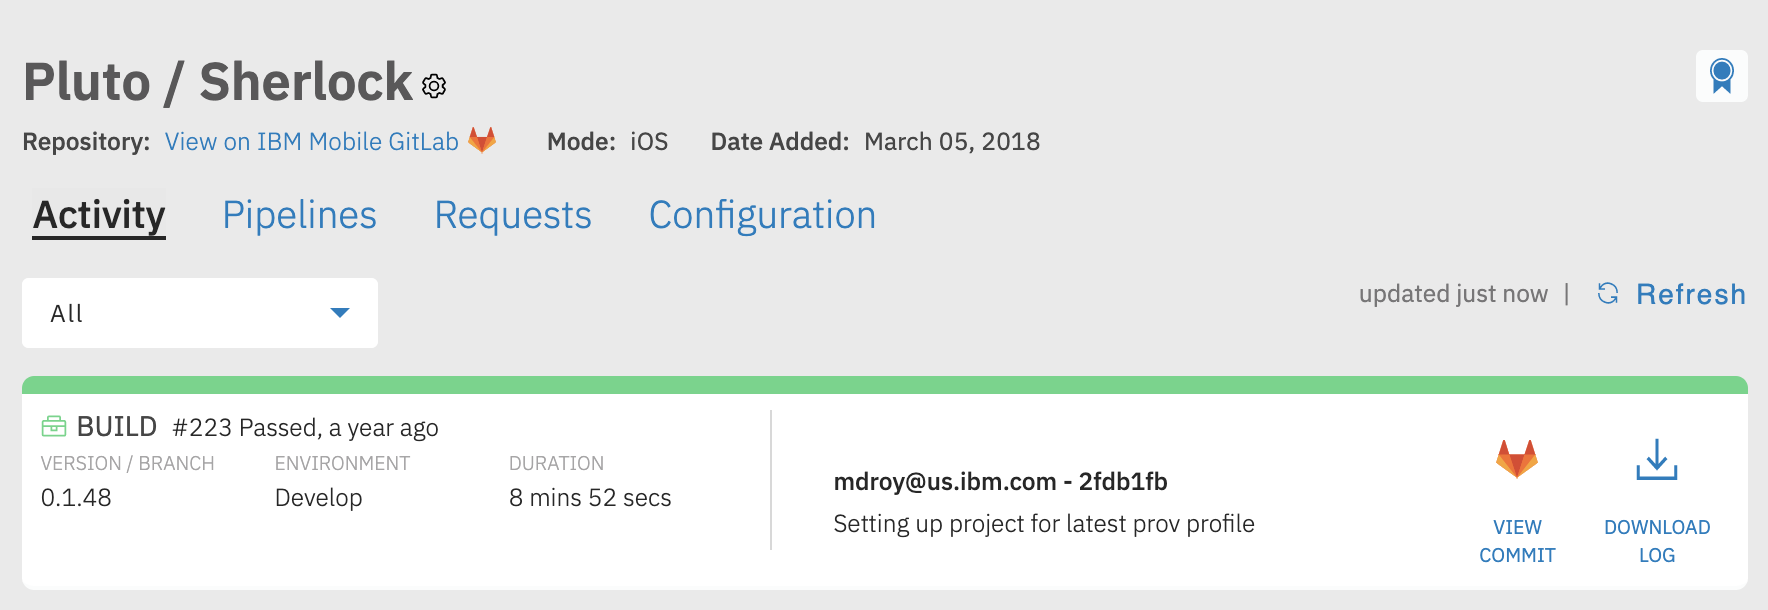 Pluto / Sherlock
Repository: View on IBM Mobile GitLab Mode: iOS Date Added: March 05, 2018
Activity Pipelines Requests Configuration
All
updated just now | Refresh
BUILD #223 Passed, a year ago
VERSION / BRANCH ENVIRONMENT DURATION
0.1.48 Develop 8 mins 52 secs
mdroy@us.ibm.com - 2fdb1fb
Setting up project for latest prov profile
VIEW COMMIT
DOWNLOAD LOG